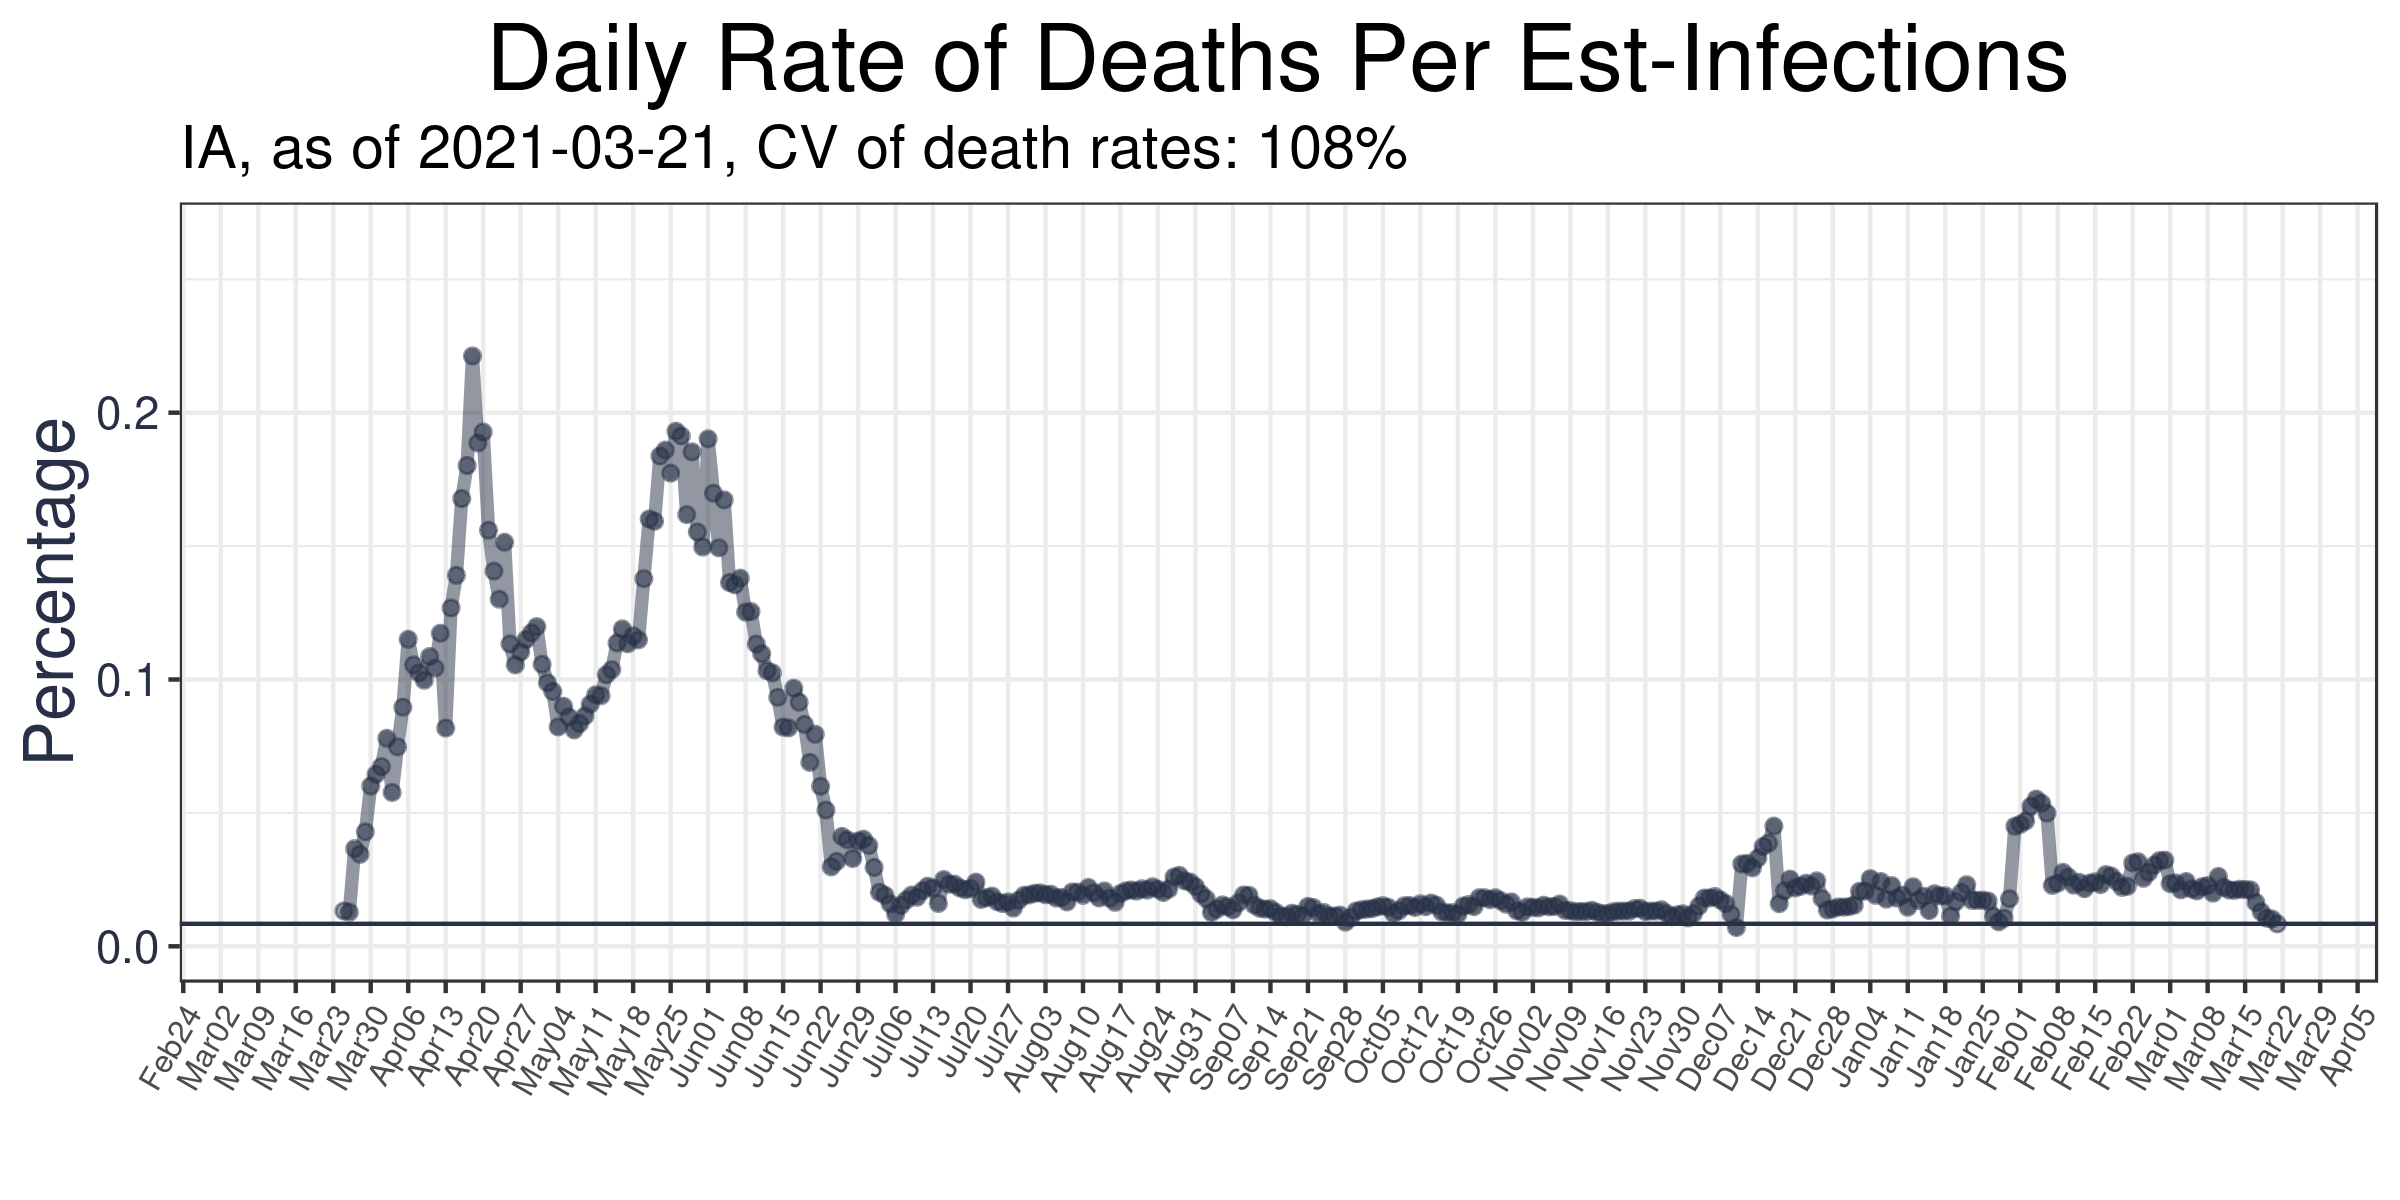 Daily Rate of Deaths Per Est-Infections
IA, as of 2021-03-21, CV of death rates: 108%
Percentage
0.2
0.1
0.0
Feb24
Mar02
Mar09
Mar16
Mar23
Mar30
Apr06
Apr13
Apr20
Apr27
May04
May11
May18
May25
Jun01
Jun08
Jun15
Jun22
Jun29
Jul06
Jul13
Jul20
Jul27
Aug03
Aug10
Aug17
Aug24
Aug31
Sep07
Sep14
Sep21
Sep28
Oct05
Oct12
Oct19
Oct26
Nov02
Nov09
Nov16
Nov23
Nov30
Dec07
Dec14
Dec21
Dec28
Jan04
Jan11
Jan18
Jan25
Feb01
Feb08
Feb15
Feb22
Mar01
Mar08
Mar15
Mar22
Mar29
Apr05